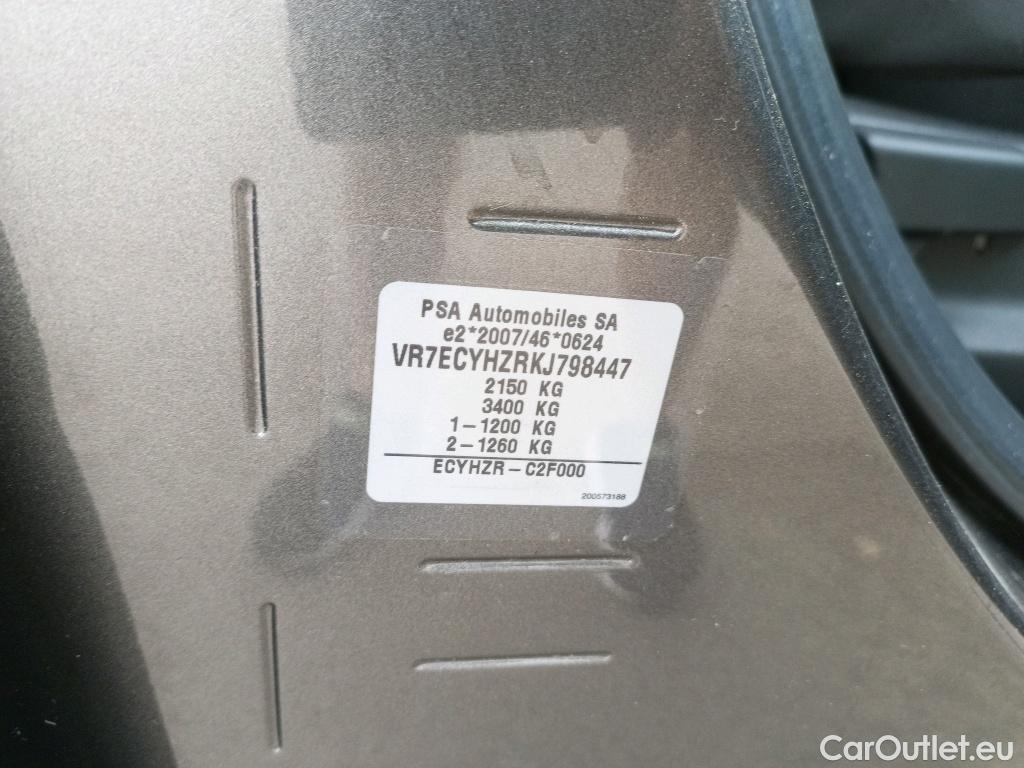 PSA Automobiles SA
e2*2007/46*0624
VR7ECYHZRKJ798447
2150 KG
3400 KG
1-1200 KG
2-1260 KG
ECYHZR-C2F000
200573188
CarOutlet.eu